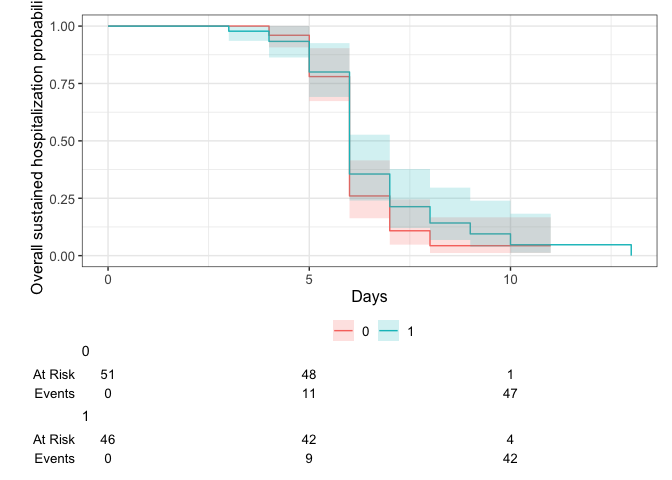 Overall sustained hospitalization probabili
1.00
0.75
0.50
0.25
0.00
0 5 10
Days
0 1
0
At Risk 51 48 1
Events 0 11 47
1
At Risk 46 42 4
Events 0 9 42